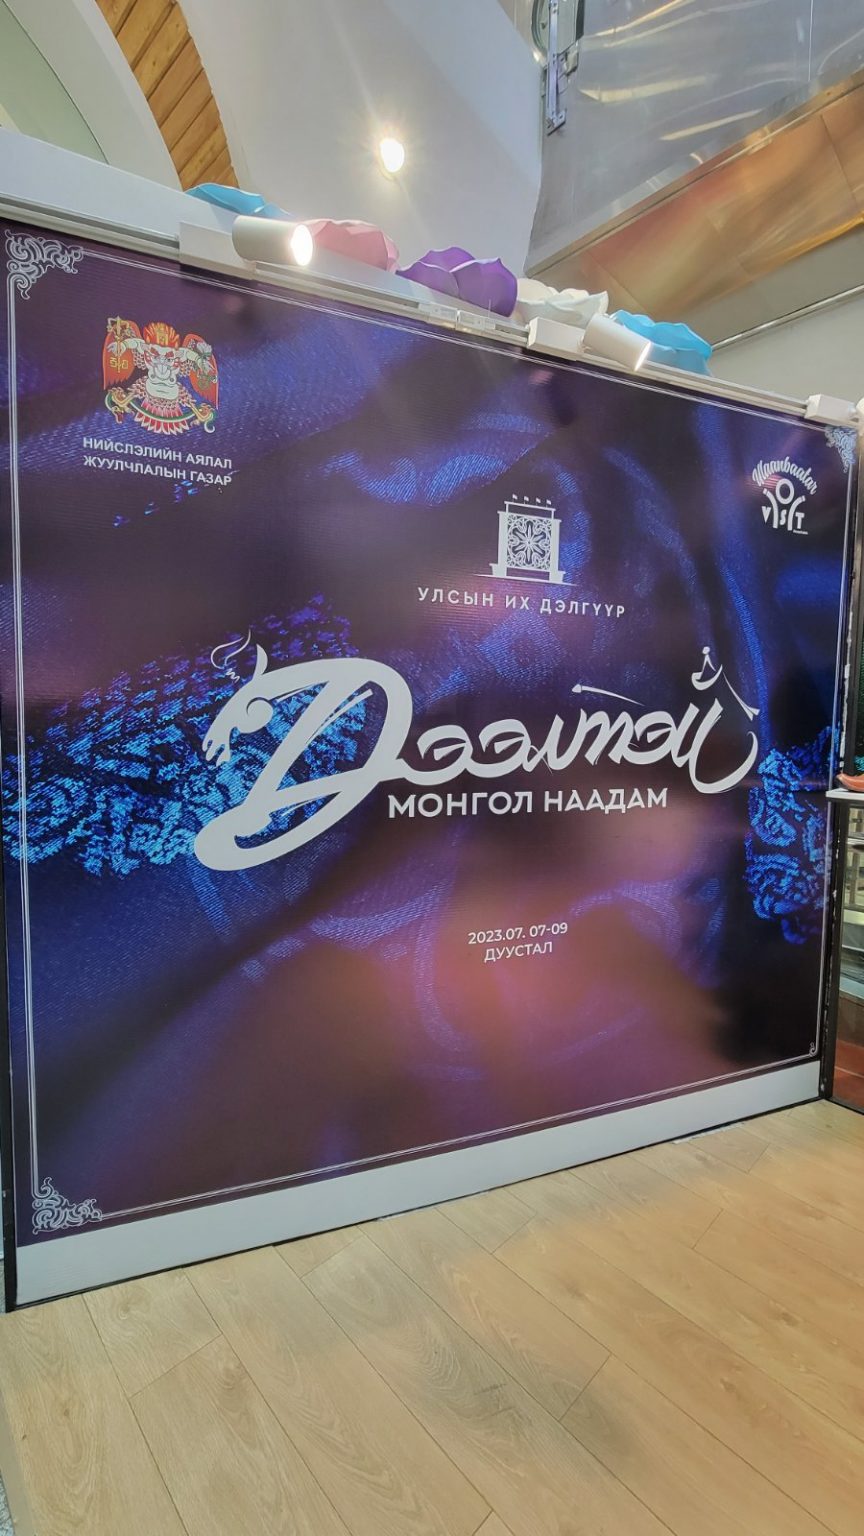 НИЙСЛЭЛИЙН АЯЛАЛ
ЖУУЛЧЛАЛЫН ГАЗАР
Ulaanbaatar
VISIT
УЛСЫН ИХ ДЭЛГҮҮР
Дээлтэй
МОНГОЛ НААДАМ
2023.07. 07-09
ДУУСТАЛ